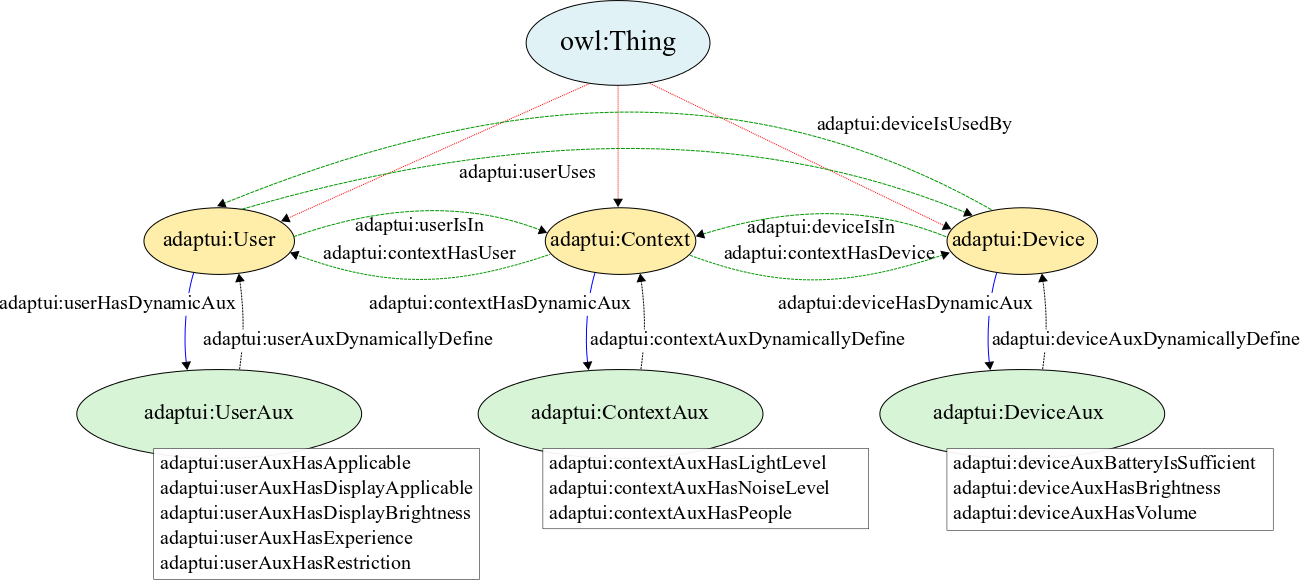 owl:Thing
adaptui:deviceIsUsedBy
adaptui:userUses
adaptui:userIsIn
adaptui:deviceIsIn
adaptui:User
adaptui:Context
adaptui:Device
adaptui:contextHasUser
adaptui:contextHasDevice
adaptui:userHasDynamicAux
adaptui:contextHasDynamicAux
adaptui:deviceHasDynamicAux
adaptui:userAuxDynamicallyDefine
adaptui:contextAuxDynamicallyDefine
adaptui:deviceAuxDynamicallyDefine
adaptui:UserAux
adaptui:ContextAux
adaptui:DeviceAux
adaptui:userAuxHasApplicable
adaptui:userAuxHasDisplayApplicable
adaptui:userAuxHasDisplayBrightness
adaptui:userAuxHasExperience
adaptui:userAuxHasRestriction
adaptui:contextAuxHasLightLevel
adaptui:contextAuxHasNoiseLevel
adaptui:contextAuxHasPeople
adaptui:deviceAuxBatteryIsSufficient
adaptui:deviceAuxHasBrightness
adaptui:deviceAuxHasVolume